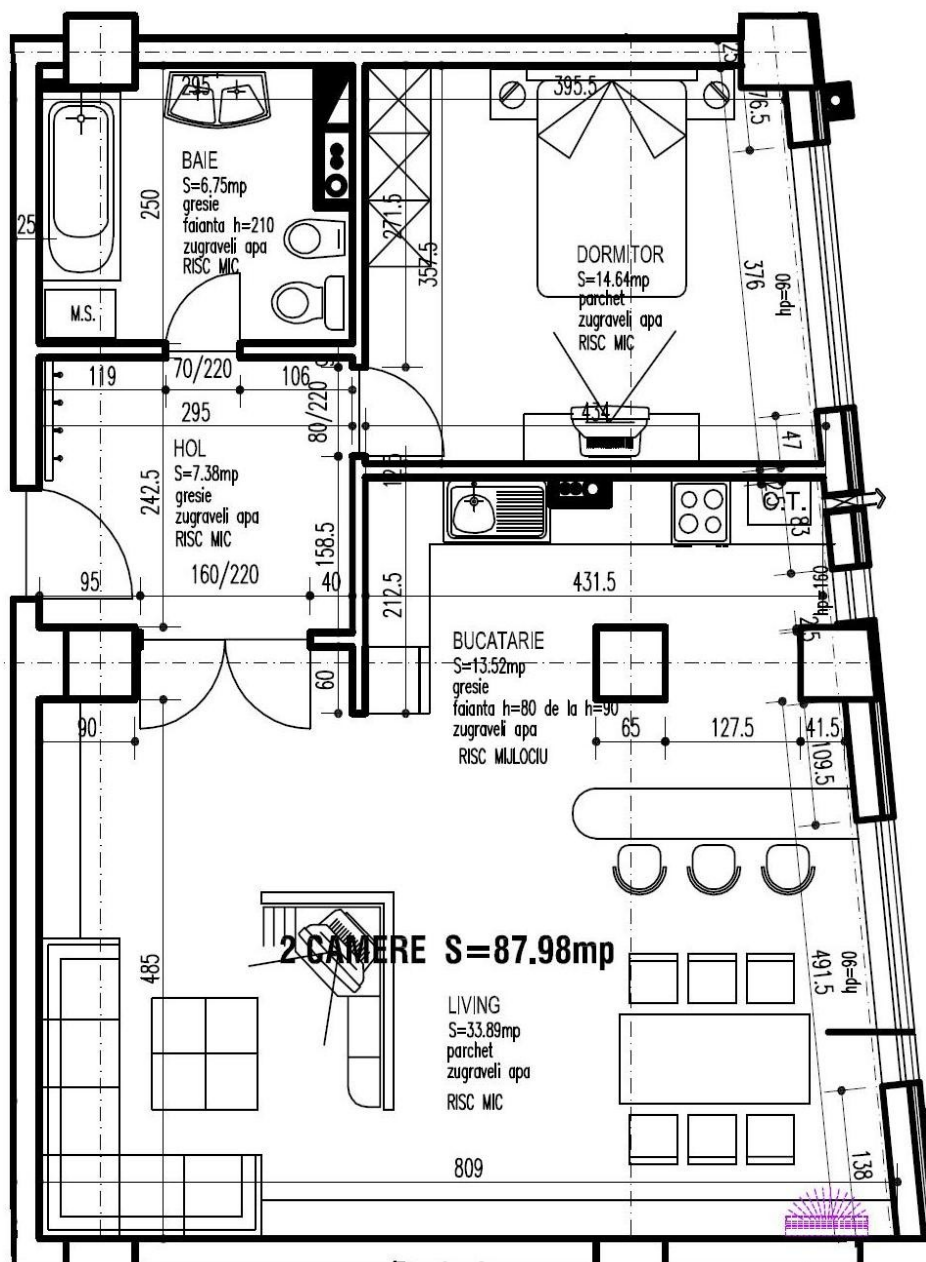 25
295
395.5
76.5
BAIE
S=6.75mp
gresie
faianta h=210
zugraveli apa
RISC MIC
250
25
271.5
357.5
DORMITOR
S=14.64mp
parchet
zugraveli apa
RISC MIC
376
hp=90
M.S.
119
70/220
106
295
80/220
434
47
HOL
S=7.38mp
gresie
zugraveli apa
RISC MIC
242.5
12.5
C.T.
83
158.5
95
160/220
40
212.5
431.5
hp=160
25
BUCATARIE
S=13.52mp
gresie
faianta h=80 de la h=90
zugraveli apa
RISC MIJLOCIU
60
90
65
127.5
41.5
109.5
2 CAMERE S=87.98mp
485
491.5
hp=90
LIVING
S=33.89mp
parchet
zugraveli apa
RISC MIC
809
138